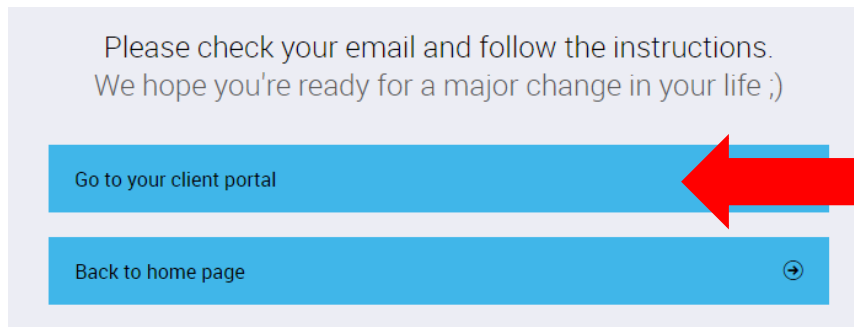 Please check your email and follow the instructions.
We hope you're ready for a major change in your life ;)
Go to your client portal
Back to home page